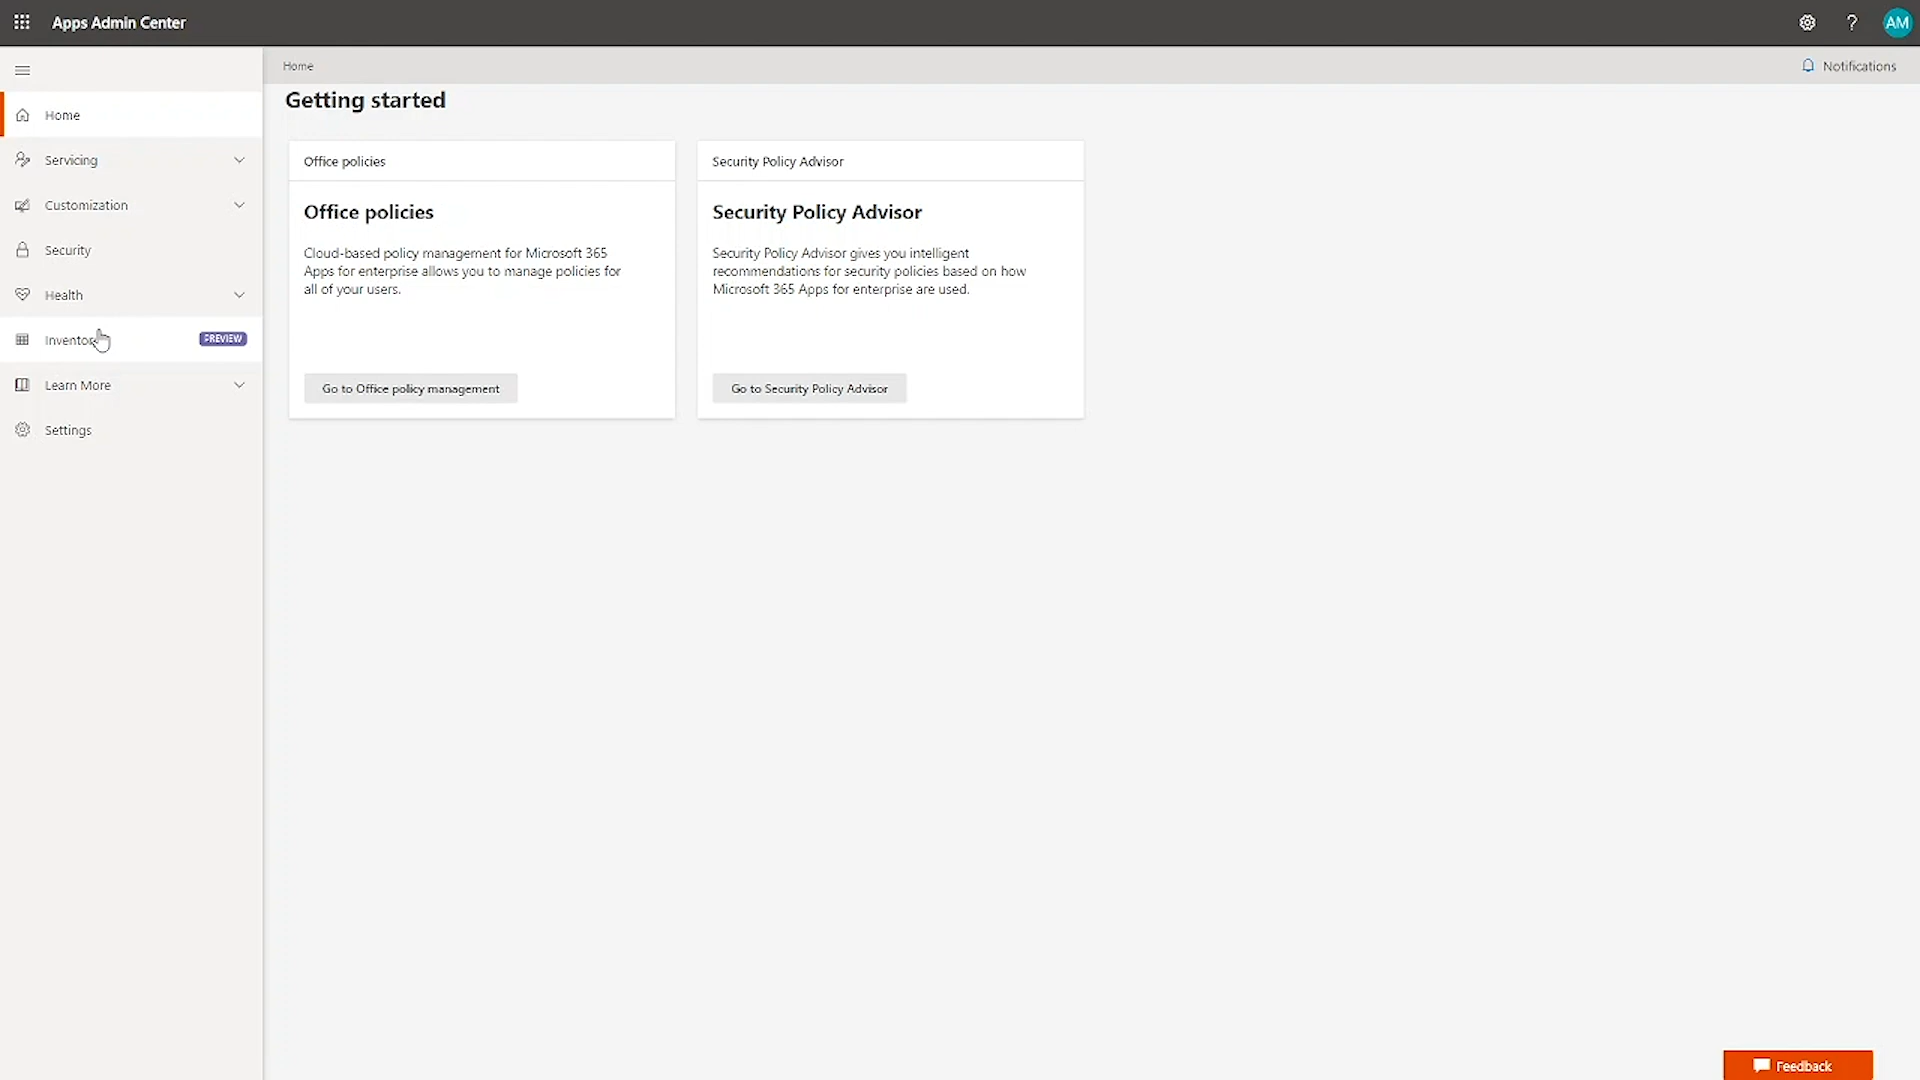 Apps Admin Center
?
AM
Home
Notifications
Home
Servicing
Customization
Security
Health
Inventor
PREVIEW
Learn More
Settings
Getting started
Office policies
Office policies
Cloud-based policy management for Microsoft 365
Apps for enterprise allows you to manage policies for
all of your users.
Go to Office policy management
Security Policy Advisor
Security Policy Advisor
Security Policy Advisor gives you intelligent
recommendations for security policies based on how
Microsoft 365 Apps for enterprise are used.
Go to Security Policy Advisor
Feedback